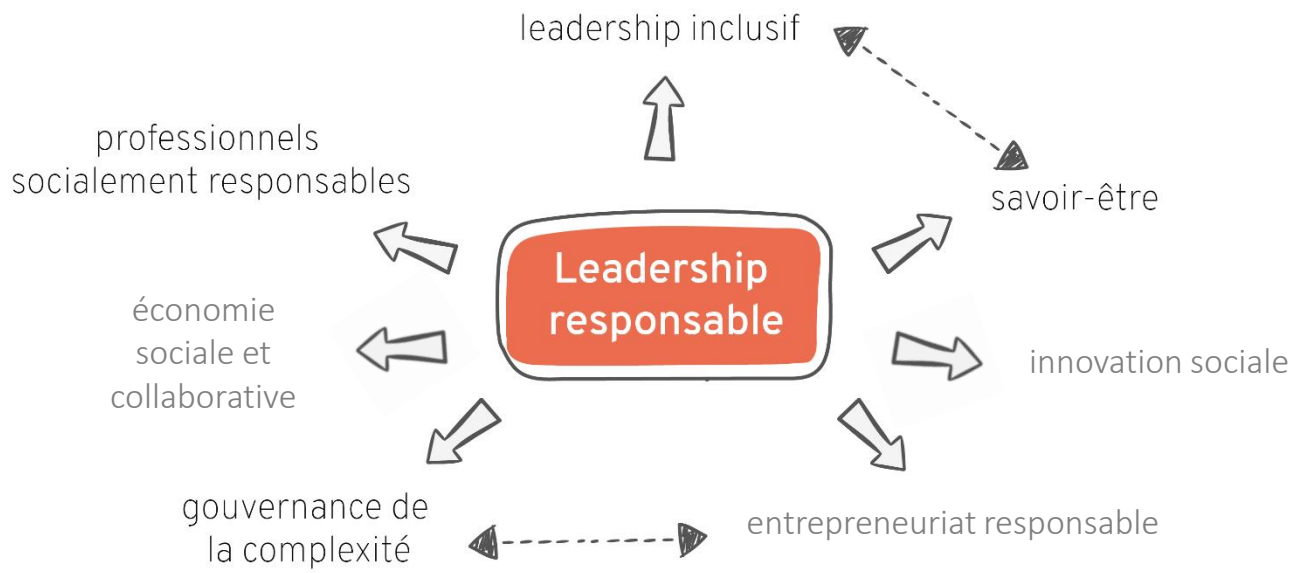 leadership inclusif
professionnels
socialement responsables
savoir-être
Leadership
responsable
économie
sociale et
collaborative
innovation sociale
gouvernance de
la complexité
entrepreneuriat responsable